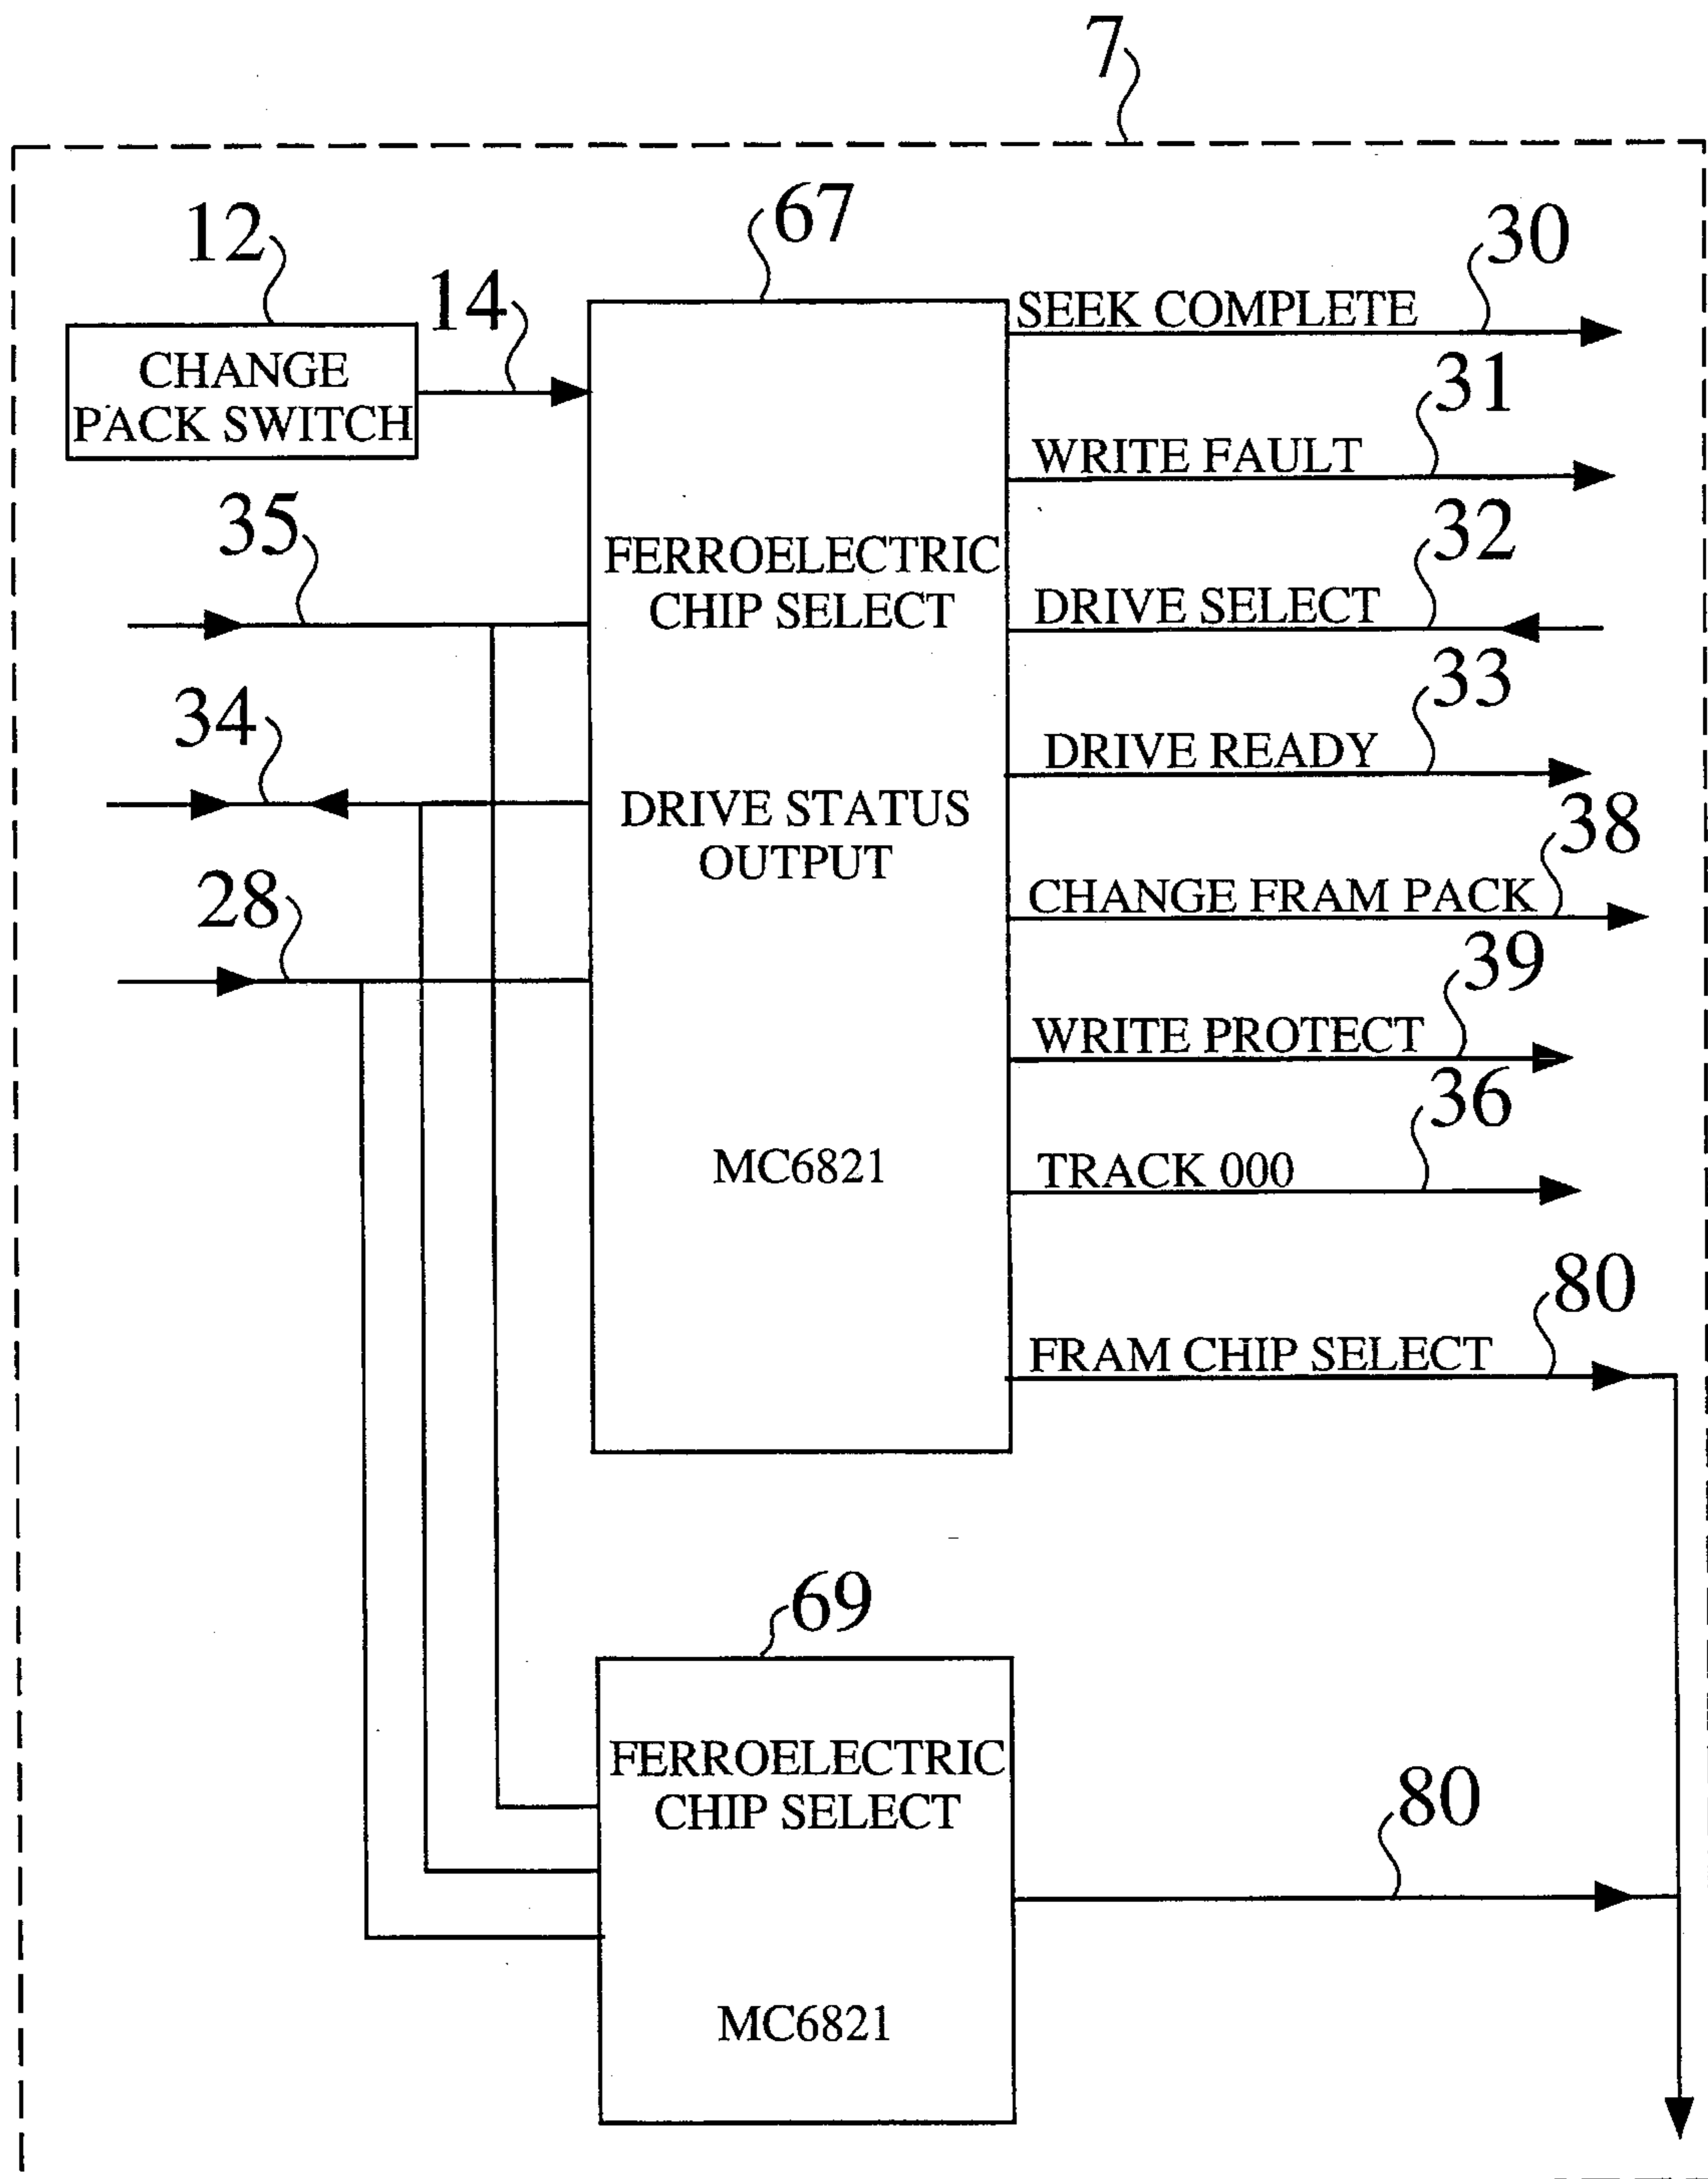 7
12
14
67
30
CHANGE
PACK SWITCH
SEEK COMPLETE
31
WRITE FAULT
35
32
FERROELECTRIC
CHIP SELECT
DRIVE SELECT
33
34
DRIVE READY
DRIVE STATUS
OUTPUT
38
28
CHANGE FRAM PACK
39
WRITE PROTECT
36
MC6821
TRACK 000
80
FRAM CHIP SELECT
69
FERROELECTRIC
CHIP SELECT
80
MC6821